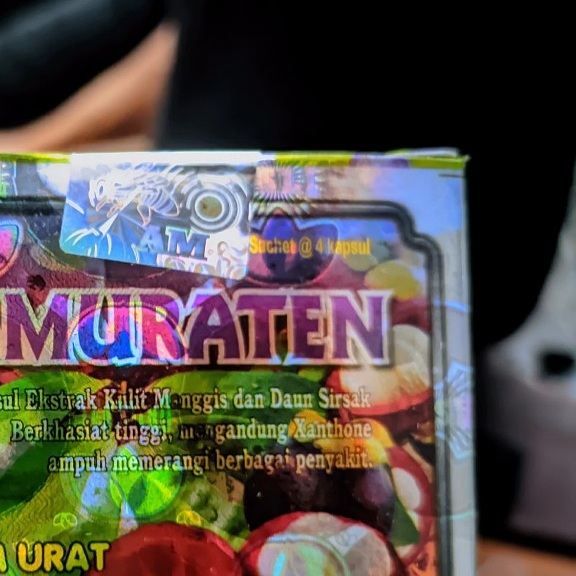 AM
Sachet @ 4 kapsul
MURATEN
Ekstrak Kulit Manggis dan Daun Sirsak
Berkhasiat tinggi, mengandung Xanthone
ampuh memerangi berbagai penyakit.
URAT